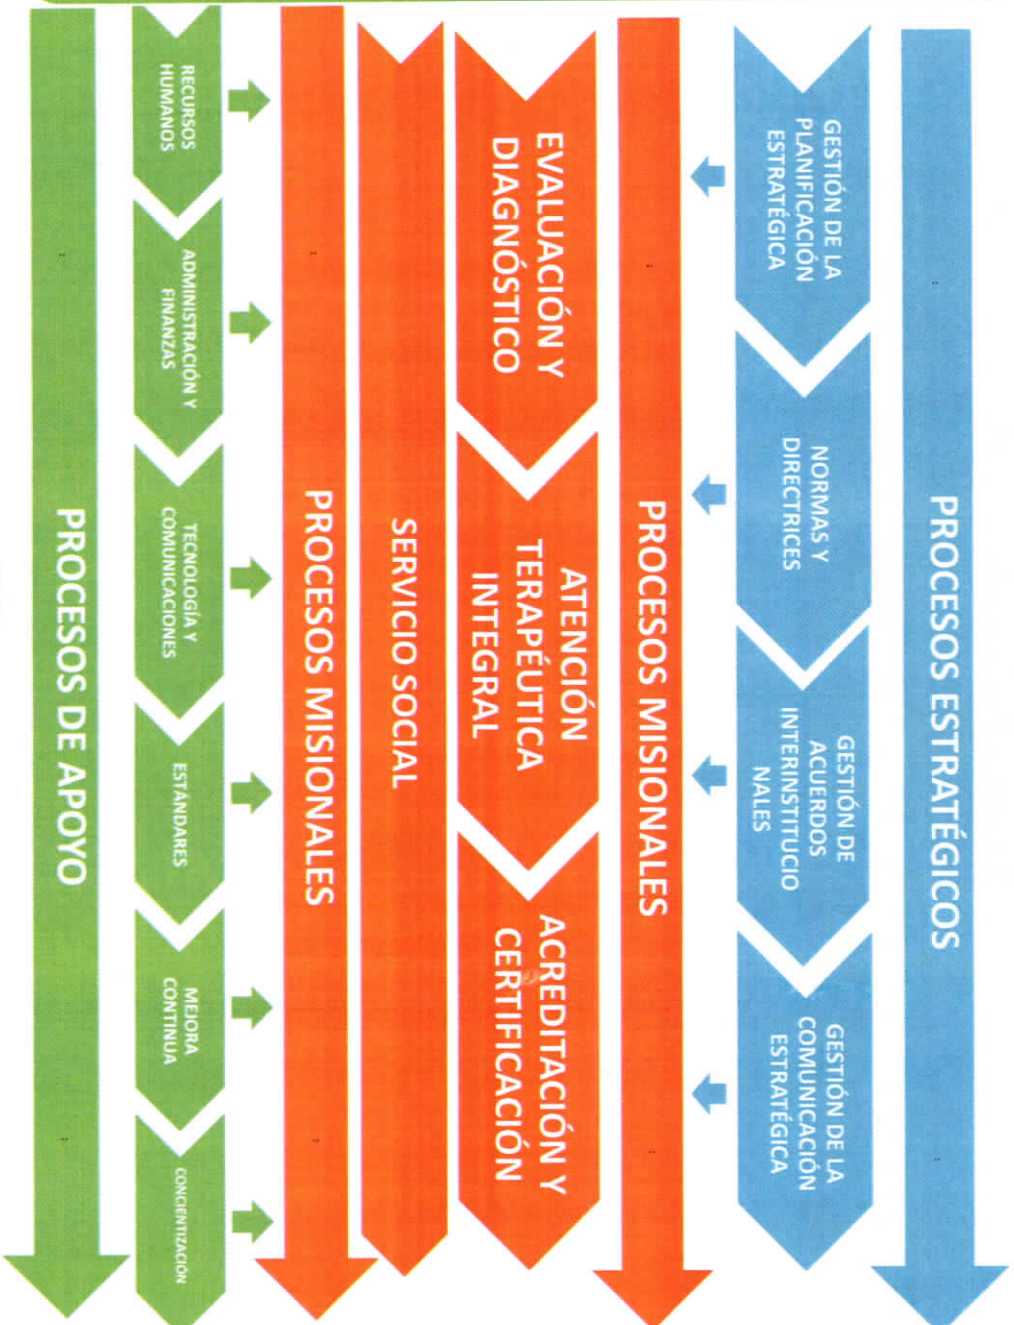 PROCESOS ESTRATÉGICOS
GESTIÓN DE LA
PLANIFICACIÓN
ESTRATÉGICA
NORMAS Y
DIRECTRICES
GESTIÓN DE
ACUERDOS
INTERINSTITUCIO
NALES
GESTIÓN DE LA
COMUNICACIÓN
ESTRATÉGICA
PROCESOS MISIONALES
EVALUACIÓN Y
DIAGNÓSTICO
ATENCIÓN
TERAPÉUTICA
INTEGRAL
ACREDITACIÓN Y
CERTIFICACIÓN
SERVICIO SOCIAL
PROCESOS MISIONALES
RECURSOS
HUMANOS
ADMINISTRACIÓN Y
FINANZAS
TECNOLOGÍA Y
COMUNICACIONES
ESTÁNDARES
MEJORA
CONTINUA
CONCIENTIZACIÓN
PROCESOS DE APOYO